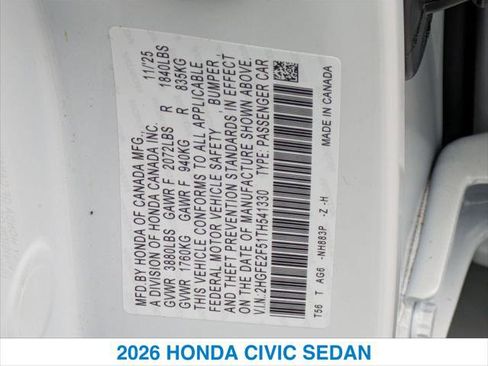 MFD.BY HONDA OF CANADA MFG. 11/'25
A DIVISION OF HONDA CANADA INC.
GVWR 3880LBS GAWR F 2072LBS R 1840LBS
GVWR 1760KG GAWR F 940KG R 835KG
THIS VEHICLE CONFORMS TO ALL APPLICABLE
FEDERAL MOTOR VEHICLE SAFETY , BUMPER ,
AND THEFT PREVENTION STANDARDS IN EFFECT
ON THE DATE OF MANUFACTURE SHOWN ABOVE.
V.I.N. 2HGFE2F51TH541330 TYPE: PASSENGER CAR
T56 T AG6 -NH883P -Z -H MADE IN CANADA
2026 HONDA CIVIC SEDAN